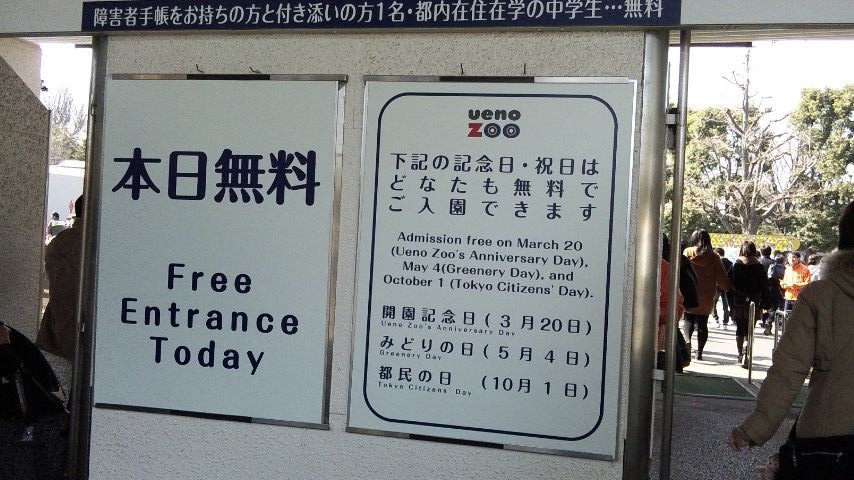 障害者手帳をお持ちの方と付き添いの方1名・都内在住在学の中学生…無料
本日無料
Free
Entrance
Today
ueno
ZOO
下記の記念日・祝日は
どなたも無料で
ご入園できます
Admission free on March 20
(Ueno Zoo's Anniversary Day),
May 4(Greenery Day), and
October 1 (Tokyo Citizens' Day).
開園記念日(3月20日)
Ueno Zoo's Anniversary Day
みどりの日(5月4日)
Greenery Day
都民の日 (10月1日)
Tokyo Citizens' Day